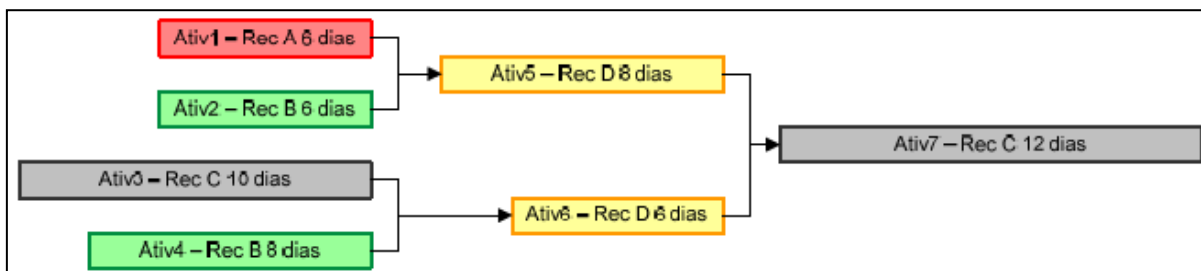 Ativ1 – Rec A 6 dias
Ativ5 – Rec D 8 dias
Ativ2 – Rec B 6 dias
Ativ7 – Rec C 12 dias
Ativ3 – Rec C 10 dias
Ativ6 – Rec D 6 dias
Ativ4 – Rec B 8 dias